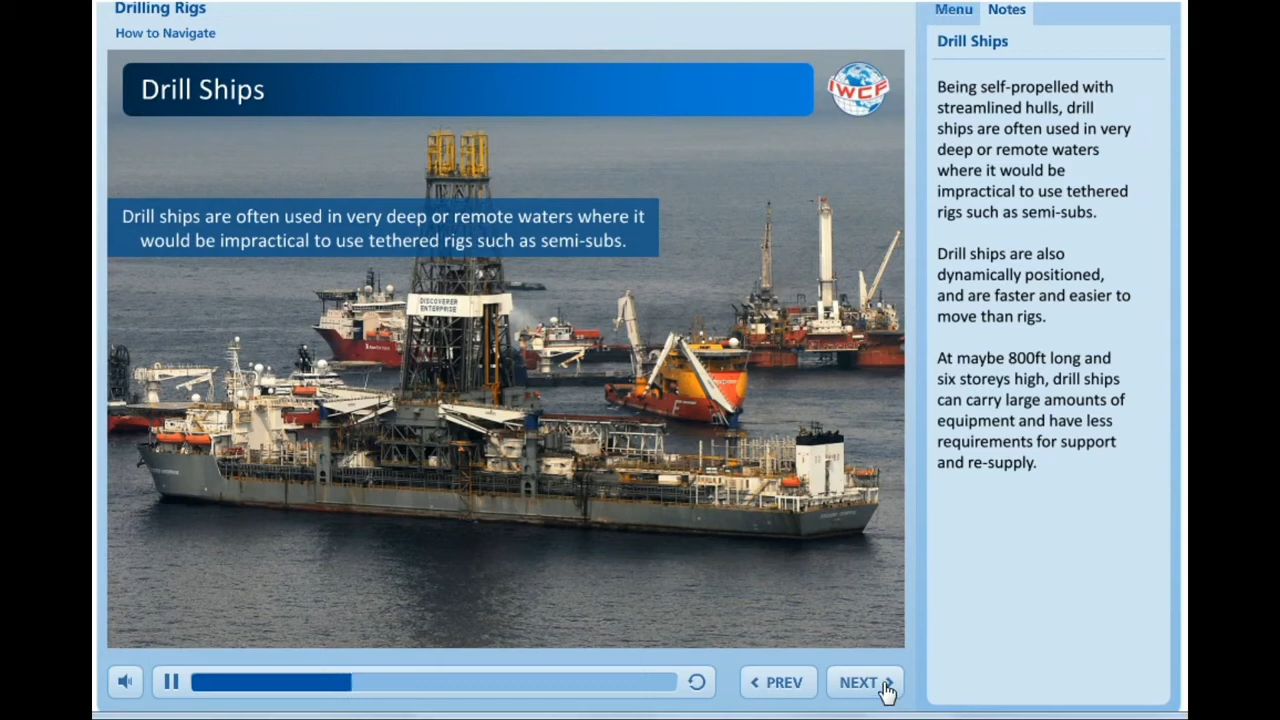 Drilling Rigs
How to Navigate
Drill Ships
IWCF
Drill ships are often used in very deep or remote waters where it
would be impractical to use tethered rigs such as semi-subs.
DISCOVERER
ENTERPRISE
PREV
NEXT
Menu
Notes
Drill Ships
Being self-propelled with
streamlined hulls, drill
ships are often used in very
deep or remote waters
where it would be
impractical to use tethered
rigs such as semi-subs.
Drill ships are also
dynamically positioned,
and are faster and easier to
move than rigs.
At maybe 800ft long and
six storeys high, drill ships
can carry large amounts of
equipment and have less
requirements for support
and re-supply.